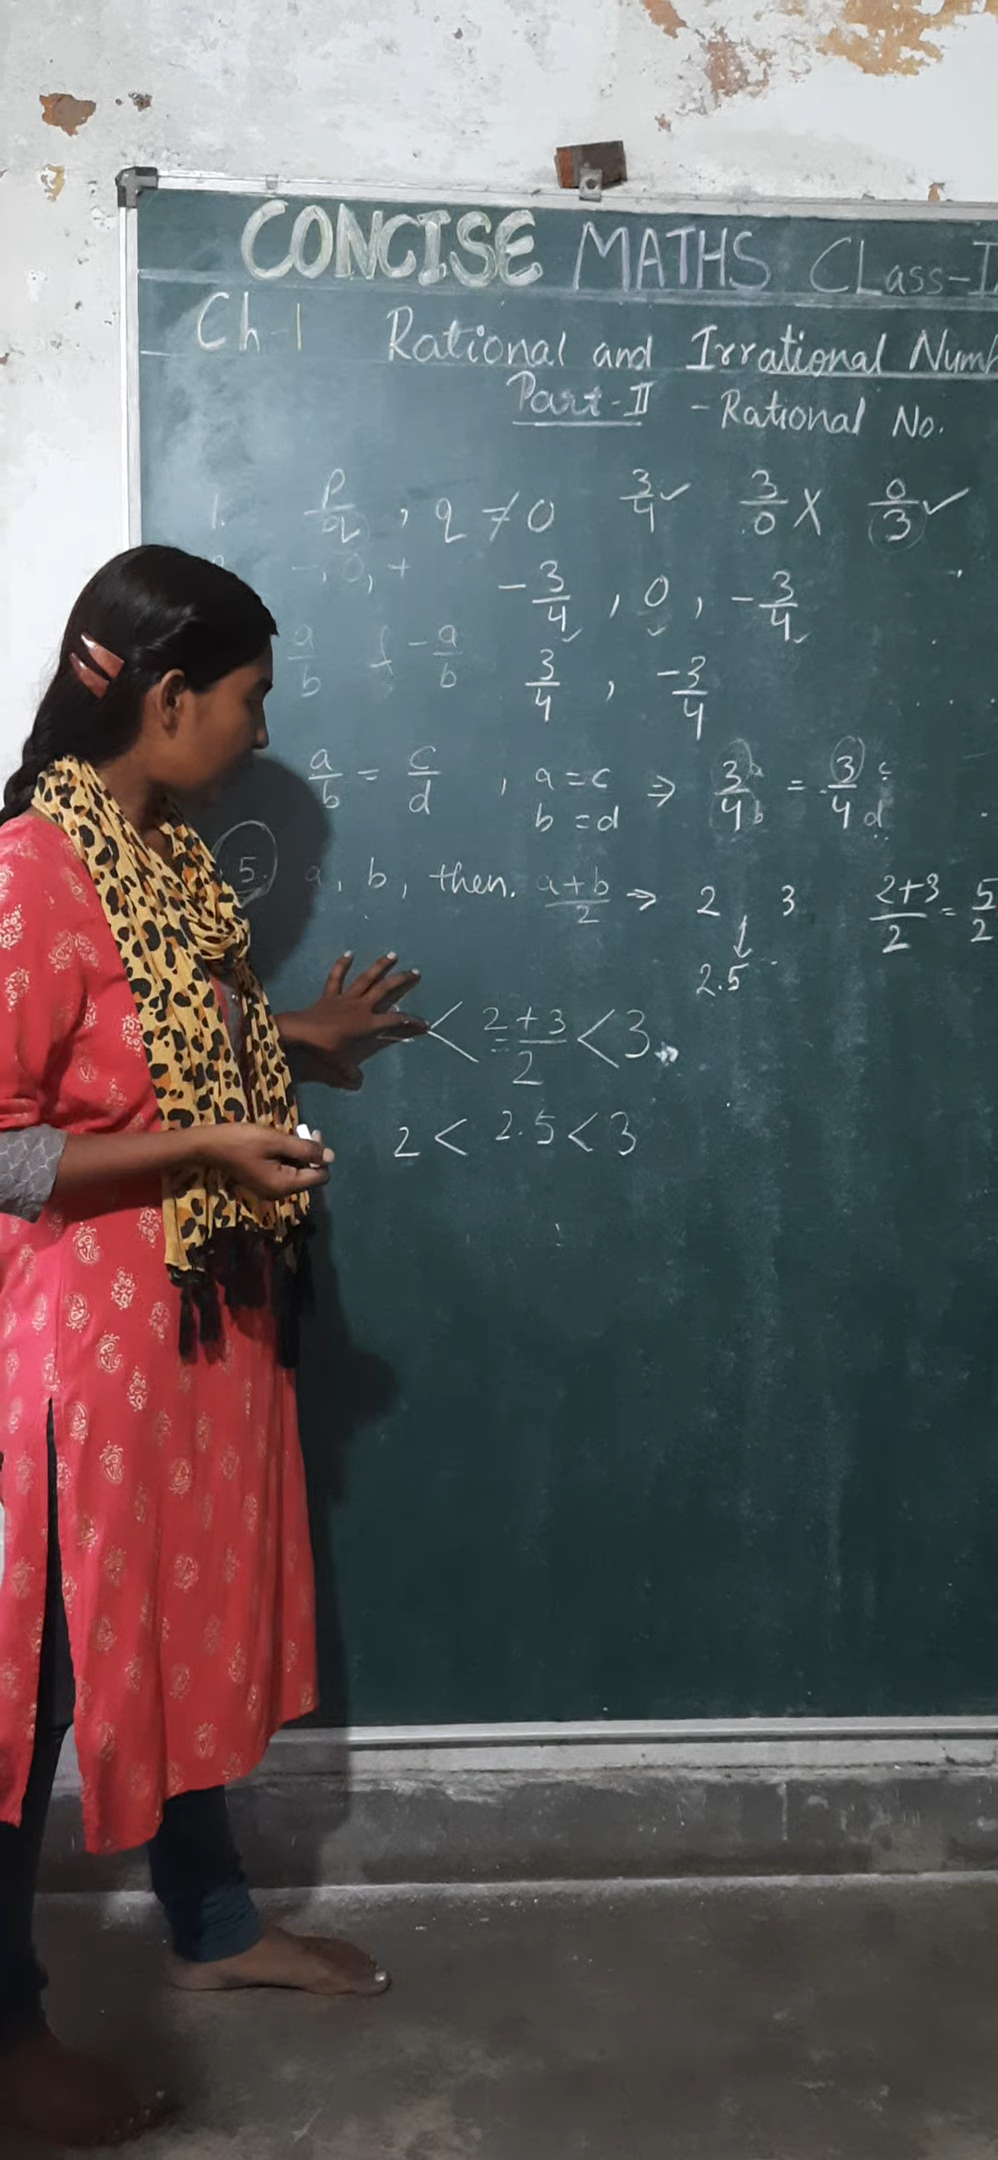 CONCISE MATHS CLass-I
Ch-1 Rational and Irrational Numb
Part-II - Rational No.
1. p/q, q ≠ 0 3/4 ✓ 3/0 X 0/3 ✓
-, 0, + -3/4, 0, -3/4
a/b & -a/b 3/4, -3/4
a/b = c/d, a = c b = d ⇒ 3/4 b = 3/4 c d
5. a, b, then. a+b/2 ⇒ 2 3 2+3/2 = 5/2
↓
2.5
< 2+3/2 < 3
2 < 2.5 < 3